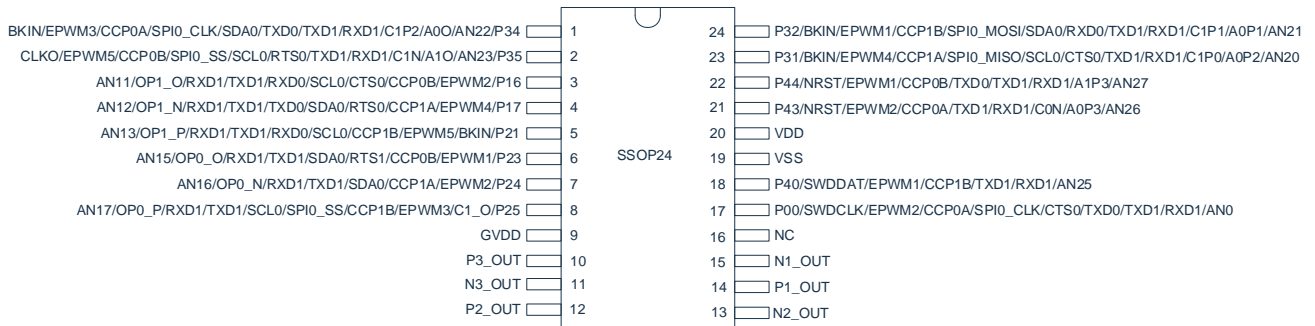 BKIN/EPWM3/CCP0A/SPI0_CLK/SDA0/TXD0/TXD1/RXD1/C1P2/A0O/AN22/P34 1
CLKO/EPWM5/CCP0B/SPI0_SS/SCL0/RTS0/TXD1/RXD1/C1N/A1O/AN23/P35 2
AN11/OP1_O/RXD1/TXD1/RXD0/SCL0/CTS0/CCP0B/EPWM2/P16 3
AN12/OP1_N/RXD1/TXD1/TXD0/SDA0/RTS0/CCP1A/EPWM4/P17 4
AN13/OP1_P/RXD1/TXD1/RXD0/SCL0/CCP1B/EPWM5/BKIN/P21 5
AN15/OP0_O/RXD1/TXD1/SDA0/RTS1/CCP0B/EPWM1/P23 6
AN16/OP0_N/RXD1/TXD1/SDA0/CCP1A/EPWM2/P24 7
AN17/OP0_P/RXD1/TXD1/SCL0/SPI0_SS/CCP1B/EPWM3/C1_O/P25 8
GVDD 9
P3_OUT 10
N3_OUT 11
P2_OUT 12
SSOP24
24 P32/BKIN/EPWM1/CCP1B/SPI0_MOSI/SDA0/RXD0/TXD1/RXD1/C1P1/A0P1/AN21
23 P31/BKIN/EPWM4/CCP1A/SPI0_MISO/SCL0/CTS0/TXD1/RXD1/C1P0/A0P2/AN20
22 P44/NRST/EPWM1/CCP0B/TXD0/TXD1/RXD1/A1P3/AN27
21 P43/NRST/EPWM2/CCP0A/TXD1/RXD1/C0N/A0P3/AN26
20 VDD
19 VSS
18 P40/SWDDAT/EPWM1/CCP1B/TXD1/RXD1/AN25
17 P00/SWDCLK/EPWM2/CCP0A/SPI0_CLK/CTS0/TXD0/TXD1/RXD1/AN0
16 NC
15 N1_OUT
14 P1_OUT
13 N2_OUT